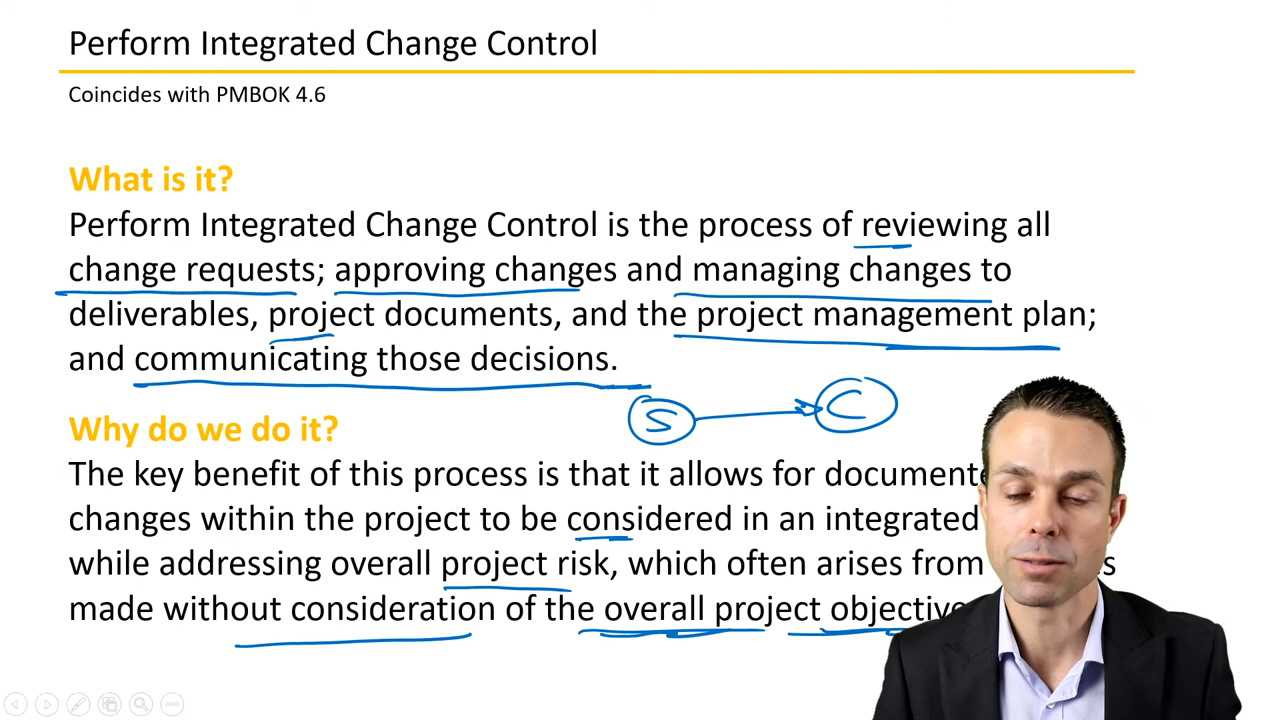 Perform Integrated Change Control
Coincides with PMBOK 4.6
What is it?
Perform Integrated Change Control is the process of reviewing all
change requests; approving changes and managing changes to
deliverables, project documents, and the project management plan;
and communicating those decisions.
S C
Why do we do it?
The key benefit of this process is that it allows for
changes within the project to be considered in an integrated
while addressing overall project risk, which often arises from
made without consideration of the overall project